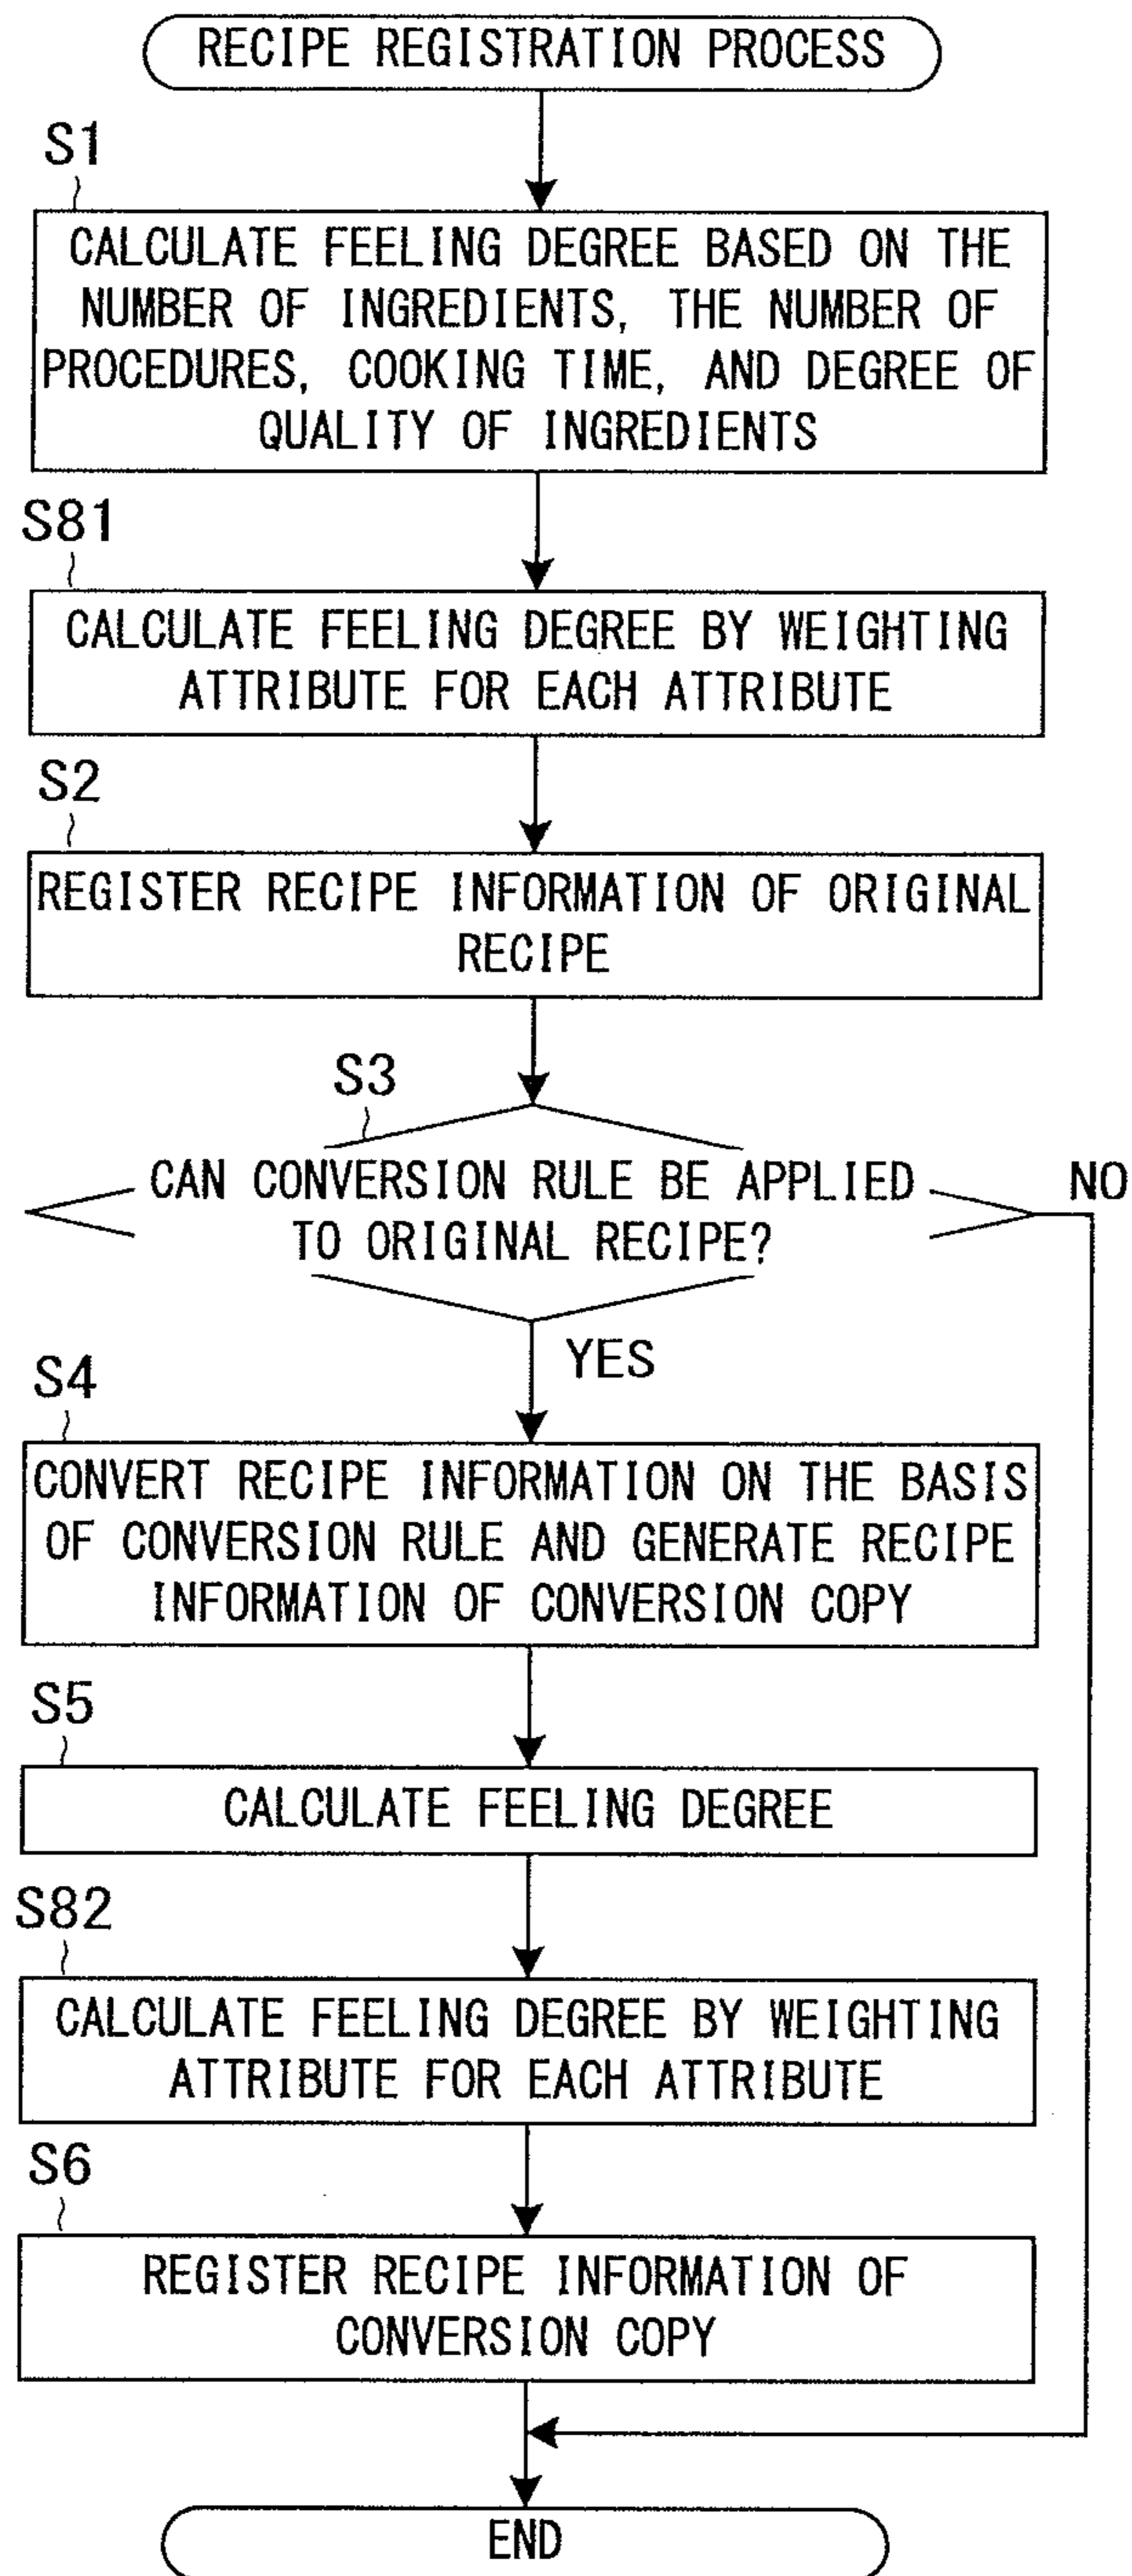 RECIPE REGISTRATION PROCESS
S1
CALCULATE FEELING DEGREE BASED ON THE
NUMBER OF INGREDIENTS, THE NUMBER OF
PROCEDURES, COOKING TIME, AND DEGREE OF
QUALITY OF INGREDIENTS
S81
CALCULATE FEELING DEGREE BY WEIGHTING
ATTRIBUTE FOR EACH ATTRIBUTE
S2
REGISTER RECIPE INFORMATION OF ORIGINAL
RECIPE
S3
CAN CONVERSION RULE BE APPLIED
TO ORIGINAL RECIPE?
NO
YES
S4
CONVERT RECIPE INFORMATION ON THE BASIS
OF CONVERSION RULE AND GENERATE RECIPE
INFORMATION OF CONVERSION COPY
S5
CALCULATE FEELING DEGREE
S82
CALCULATE FEELING DEGREE BY WEIGHTING
ATTRIBUTE FOR EACH ATTRIBUTE
S6
REGISTER RECIPE INFORMATION OF
CONVERSION COPY
END